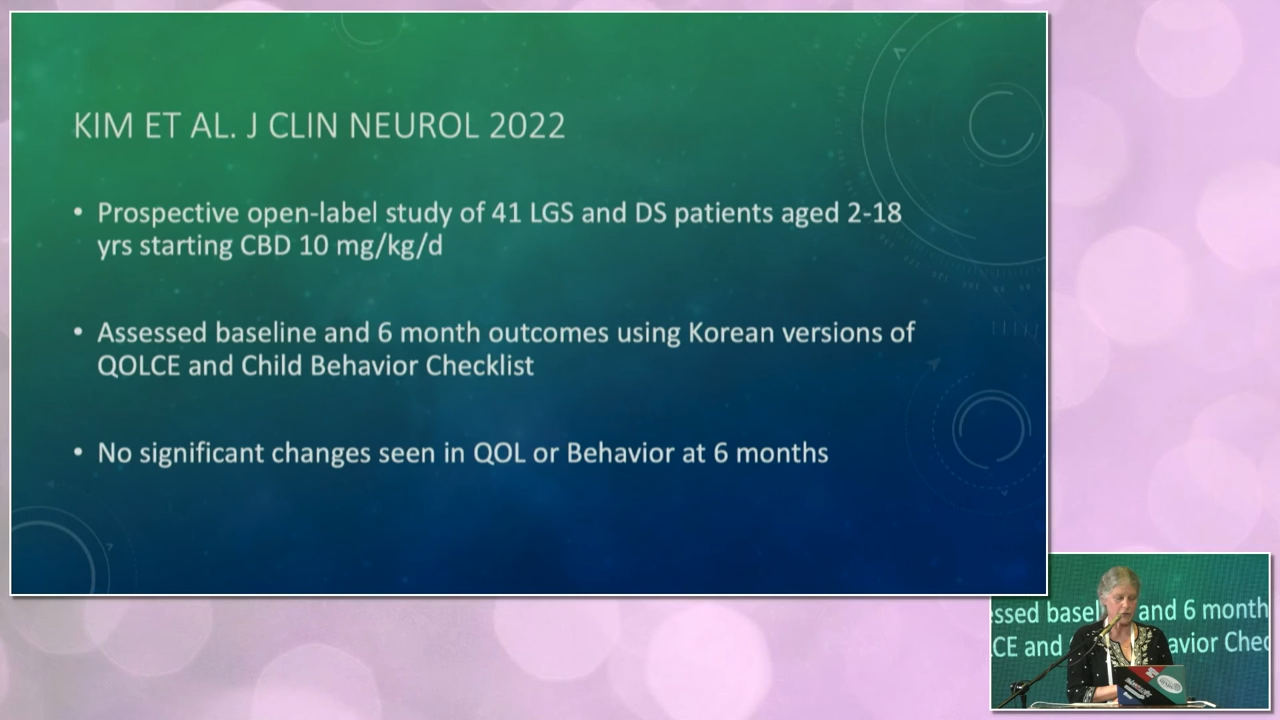 KIM ET AL. J CLIN NEUROL 2022
• Prospective open-label study of 41 LGS and DS patients aged 2-18
yrs starting CBD 10 mg/kg/d
• Assessed baseline and 6 month outcomes using Korean versions of
QOLCE and Child Behavior Checklist
• No significant changes seen in QOL or Behavior at 6 months
essed basel and 6 month
CE and avior Chec